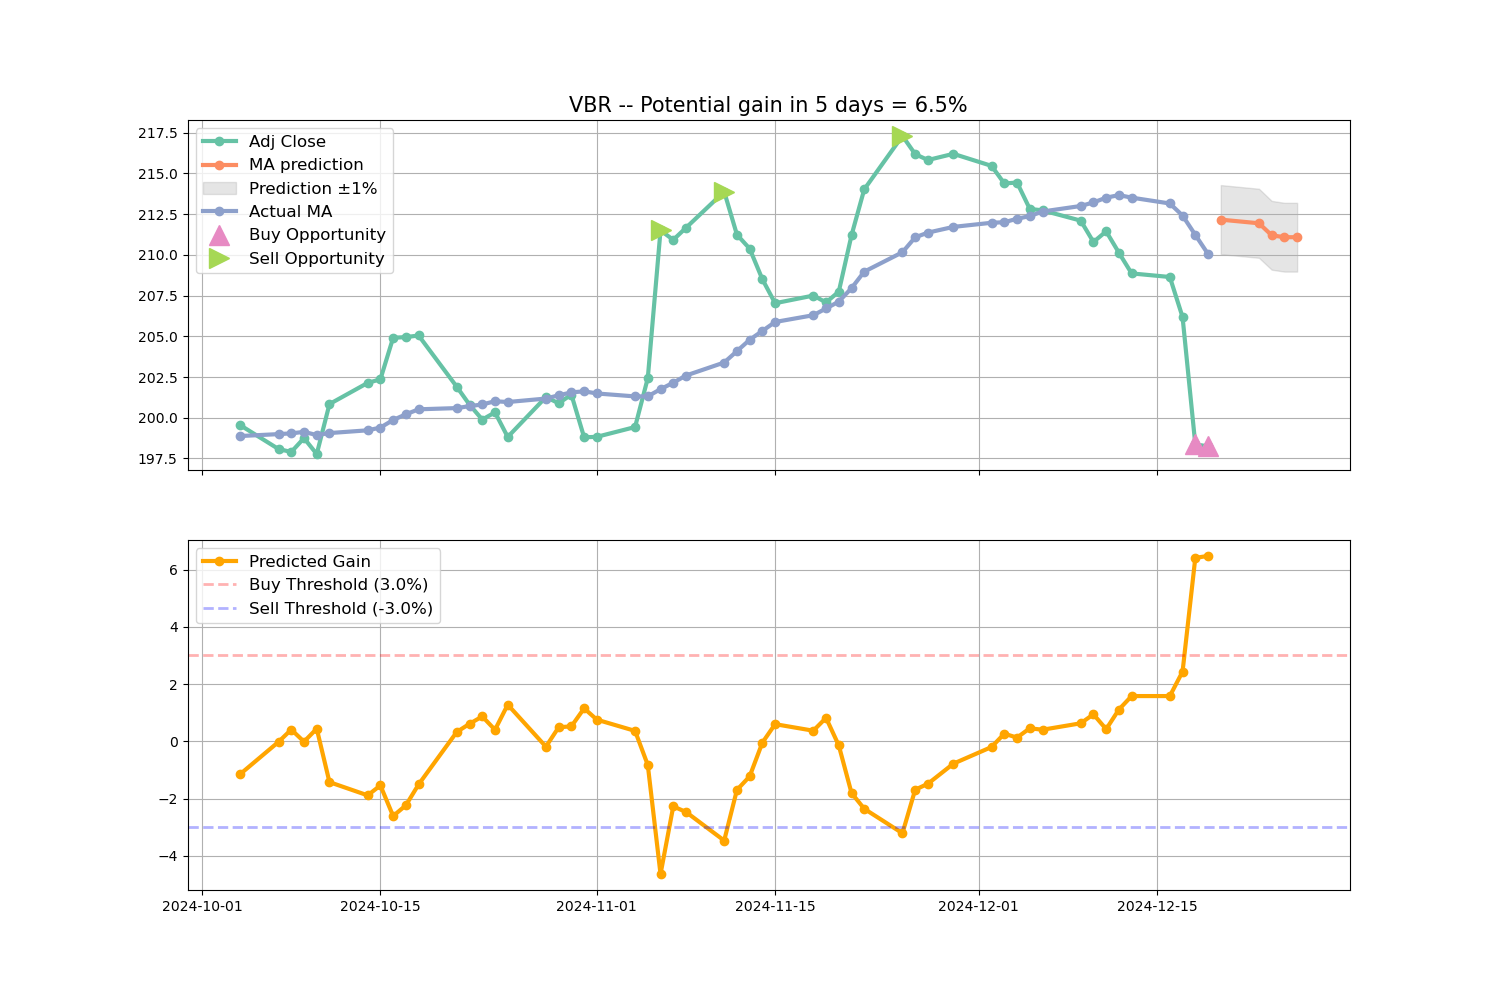 VBR -- Potential gain in 5 days = 6.5%
217.5
215.0
212.5
210.0
207.5
205.0
202.5
200.0
197.5
Adj Close
MA prediction
Prediction ±1%
Actual MA
Buy Opportunity
Sell Opportunity
6
4
2
0
−2
−4
Predicted Gain
Buy Threshold (3.0%)
Sell Threshold (-3.0%)
2024-10-01 2024-10-15 2024-11-01 2024-11-15 2024-12-01 2024-12-15